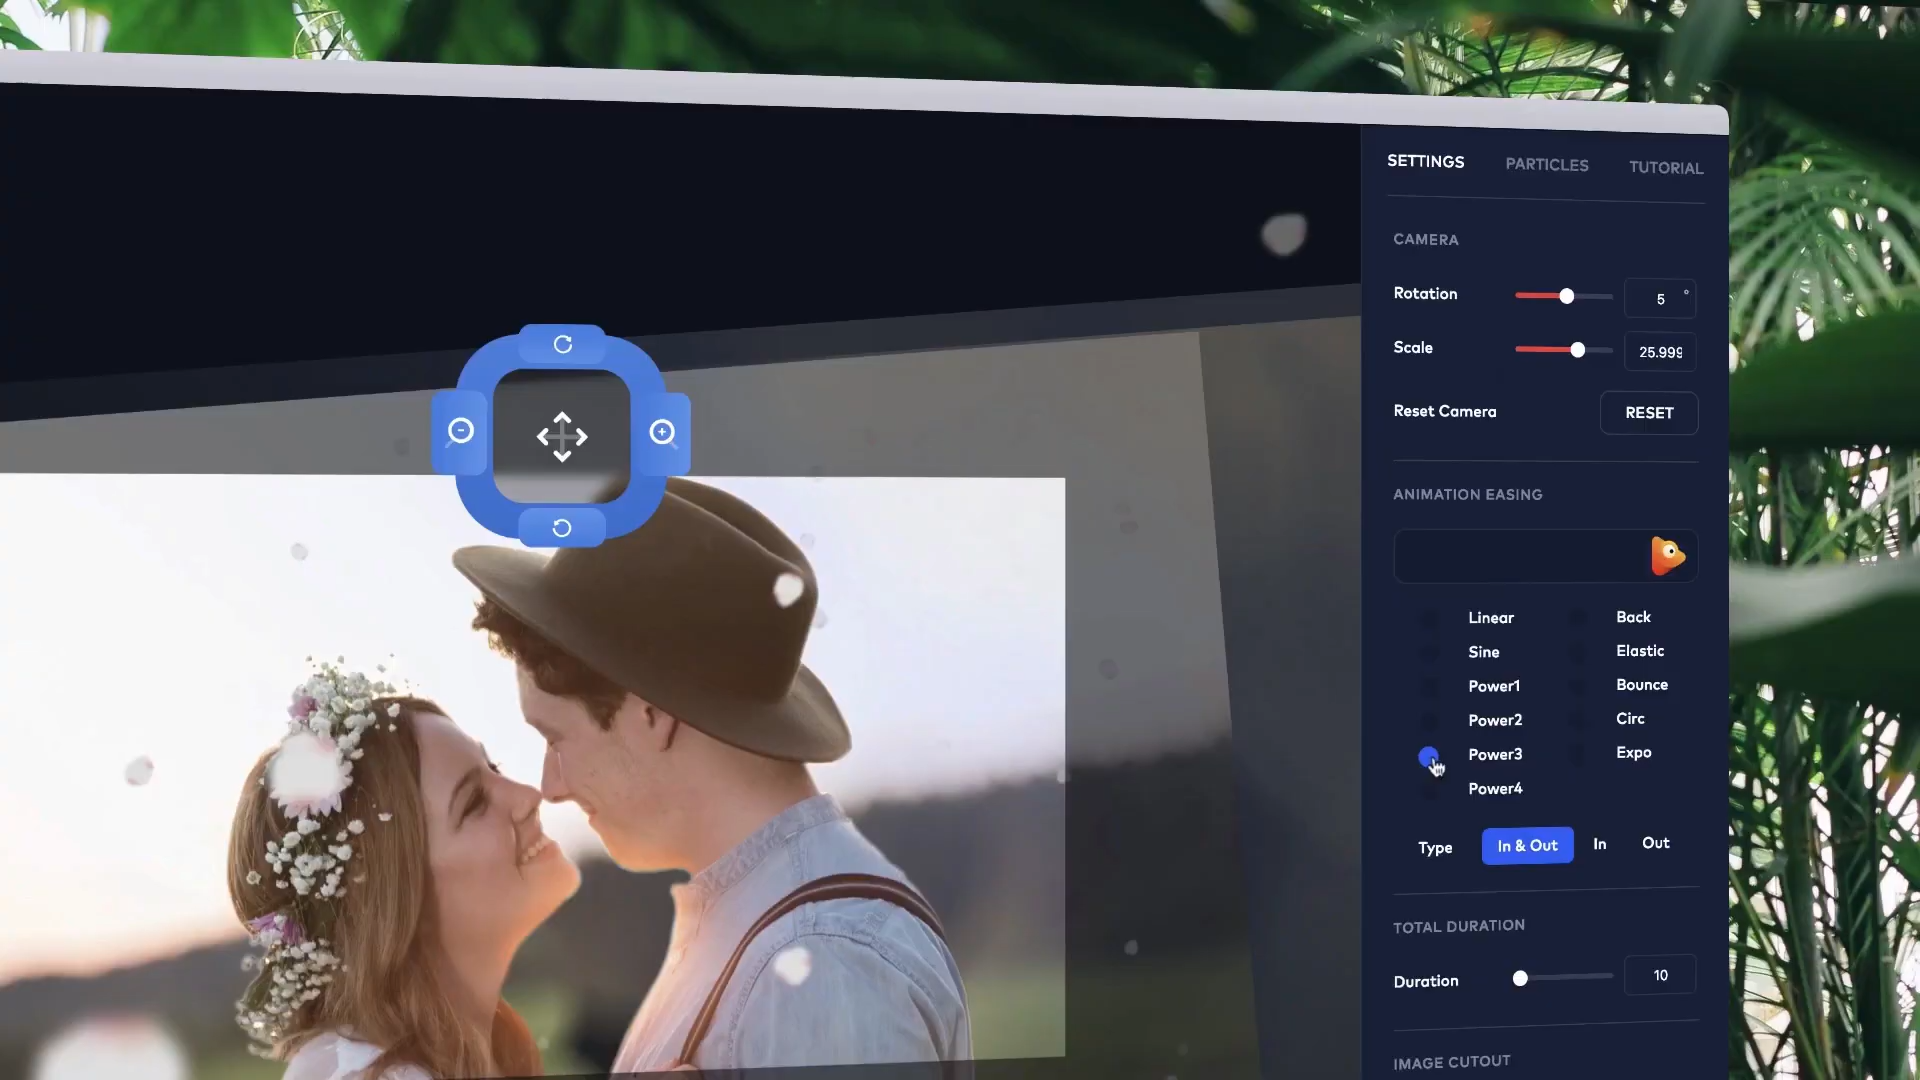 SETTINGS PARTICLES TUTORIAL
CAMERA
Rotation 5 °
Scale 25.999
Reset Camera RESET
ANIMATION EASING
Linear Back
Sine Elastic
Power1 Bounce
Power2 Circ
Power3 Expo
Power4
Type In & Out In Out
TOTAL DURATION
Duration 10
IMAGE CUTOUT